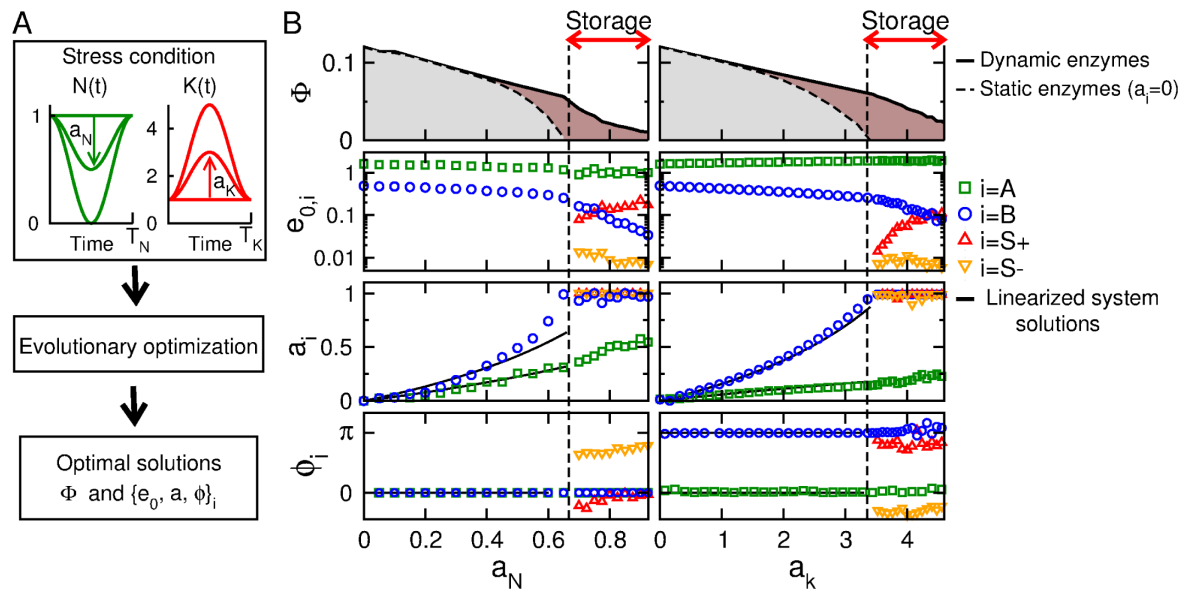 A
Stress condition
N(t)
K(t)
1
0
a_N
Time
T_N
4
2
0
a_K
Time
T_K
Evolutionary optimization
Optimal solutions
Φ and {e_0, a, ϕ}_i
B
Storage
Storage
Φ
0.1
0
Dynamic enzymes
Static enzymes (a_i=0)
e_0,i
1
0.1
0.01
i=A
i=B
i=S+
i=S-
a_i
1
0.5
0
Linearized system
solutions
ϕ_i
π
0
0 0.2 0.4 0.6 0.8
a_N
0 1 2 3 4
a_k